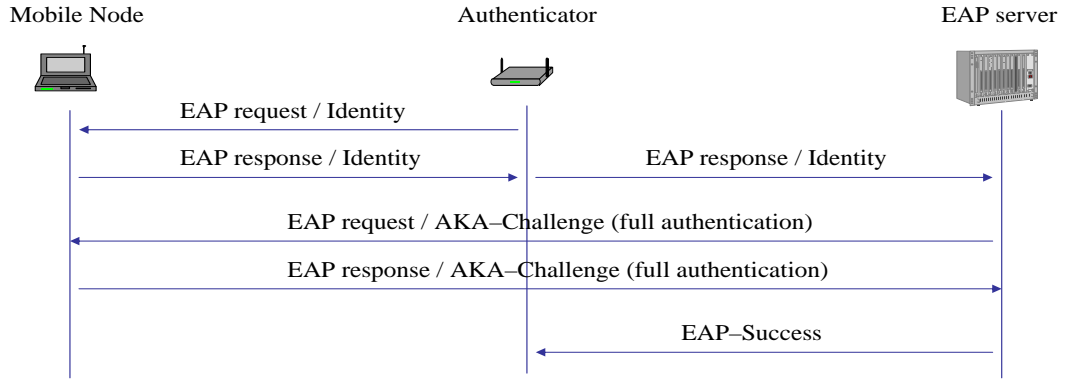 Mobile Node
Authenticator
EAP server
EAP request / Identity
EAP response / Identity
EAP response / Identity
EAP request / AKA–Challenge (full authentication)
EAP response / AKA–Challenge (full authentication)
EAP–Success